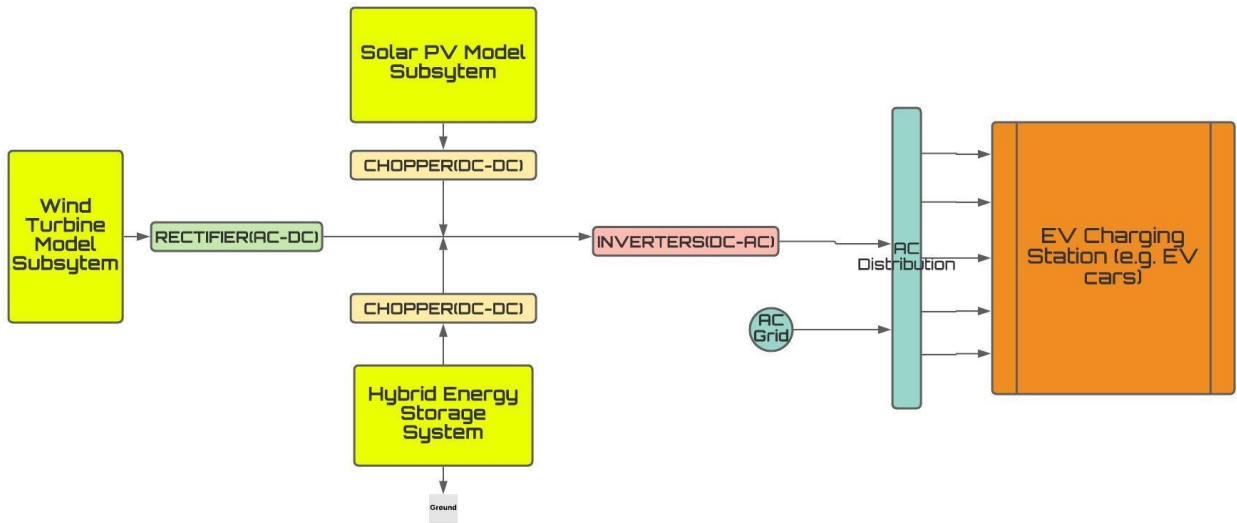 Solar PV Model
Subsytem
CHOPPER(DC-DC)
Wind
Turbine
Model
Subsytem
RECTIFIER(AC-DC)
INVERTERS(DC-AC)
AC
Distribution
EV Charging
Station (e.g. EV
cars)
CHOPPER(DC-DC)
AC
Grid
Hybrid Energy
Storage
System
Ground